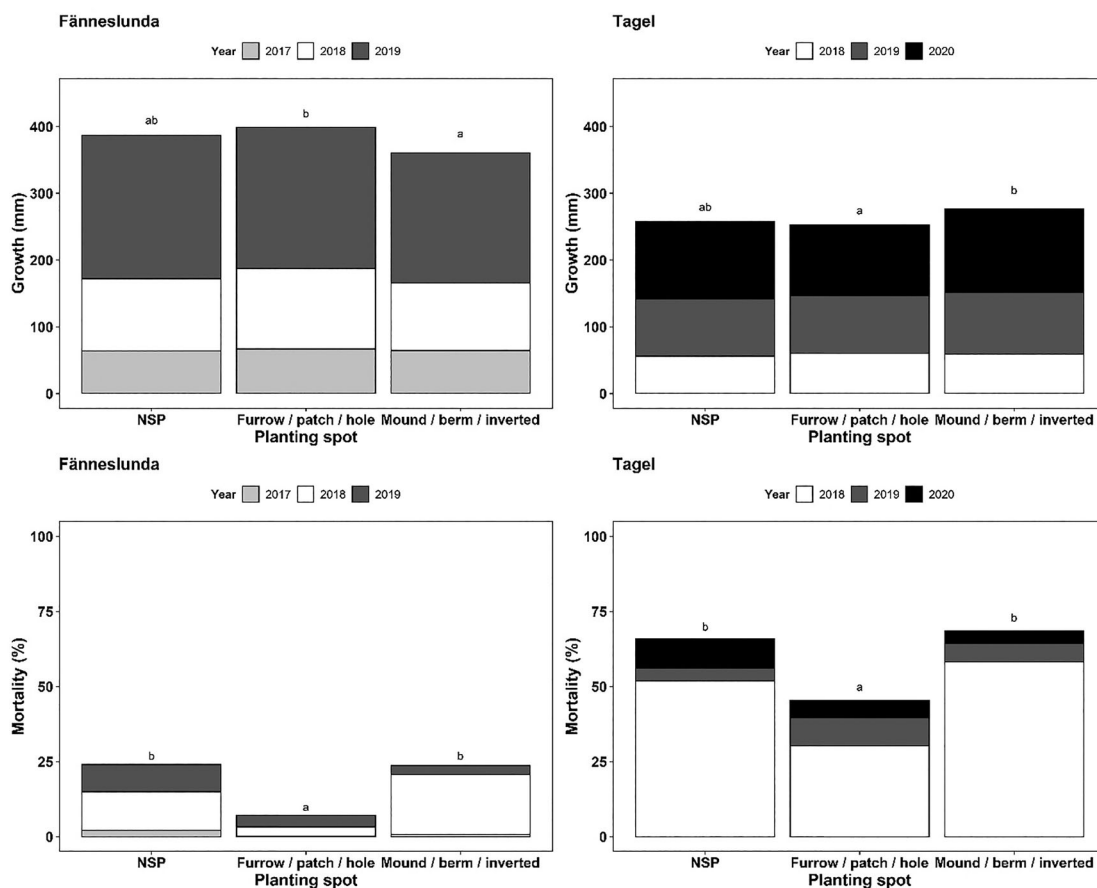 Fänneslunda
Year 2017 2018 2019
ab
b
a
400
300
200
100
0
Growth (mm)
NSP Furrow / patch / hole Mound / berm / inverted
Planting spot
Tagel
Year 2018 2019 2020
ab
a
b
400
300
200
100
0
Growth (mm)
NSP Furrow / patch / hole Mound / berm / inverted
Planting spot
Fänneslunda
Year 2017 2018 2019
100
75
50
25
0
b
a
b
Mortality (%)
NSP Furrow / patch / hole Mound / berm / inverted
Planting spot
Tagel
Year 2018 2019 2020
100
75
50
25
0
b
a
b
Mortality (%)
NSP Furrow / patch / hole Mound / berm / inverted
Planting spot